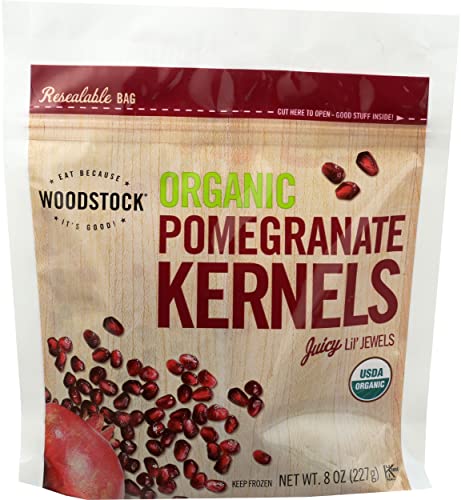 Resealable BAG
CUT HERE TO OPEN - GOOD STUFF INSIDE!
EAT BECAUSE
WOODSTOCK®
IT'S GOOD!
ORGANIC
POMEGRANATE
KERNELS
Juicy LIL' JEWELS
USDA
ORGANIC
KEEP FROZEN
NET WT. 8 OZ (227g)
K